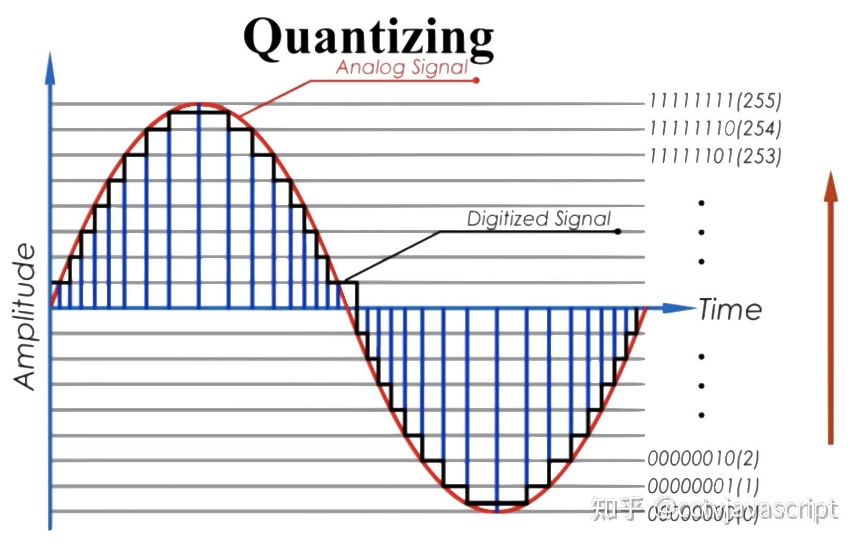 Quantizing
Analog Signal
11111111(255)
11111110(254)
11111101(253)
Digitized Signal
Amplitude
Time
00000010(2)
00000001(1)
知乎